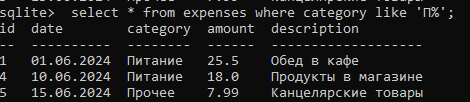 sqlite> select * from expenses where category like 'П%';
id date category amount description
-- ---------- --------- ------ -------------------
1 01.06.2024 Питание 25.5 Обед в кафе
4 10.06.2024 Питание 18.0 Продукты в магазине
5 15.06.2024 Прочее 7.99 Канцелярские товары